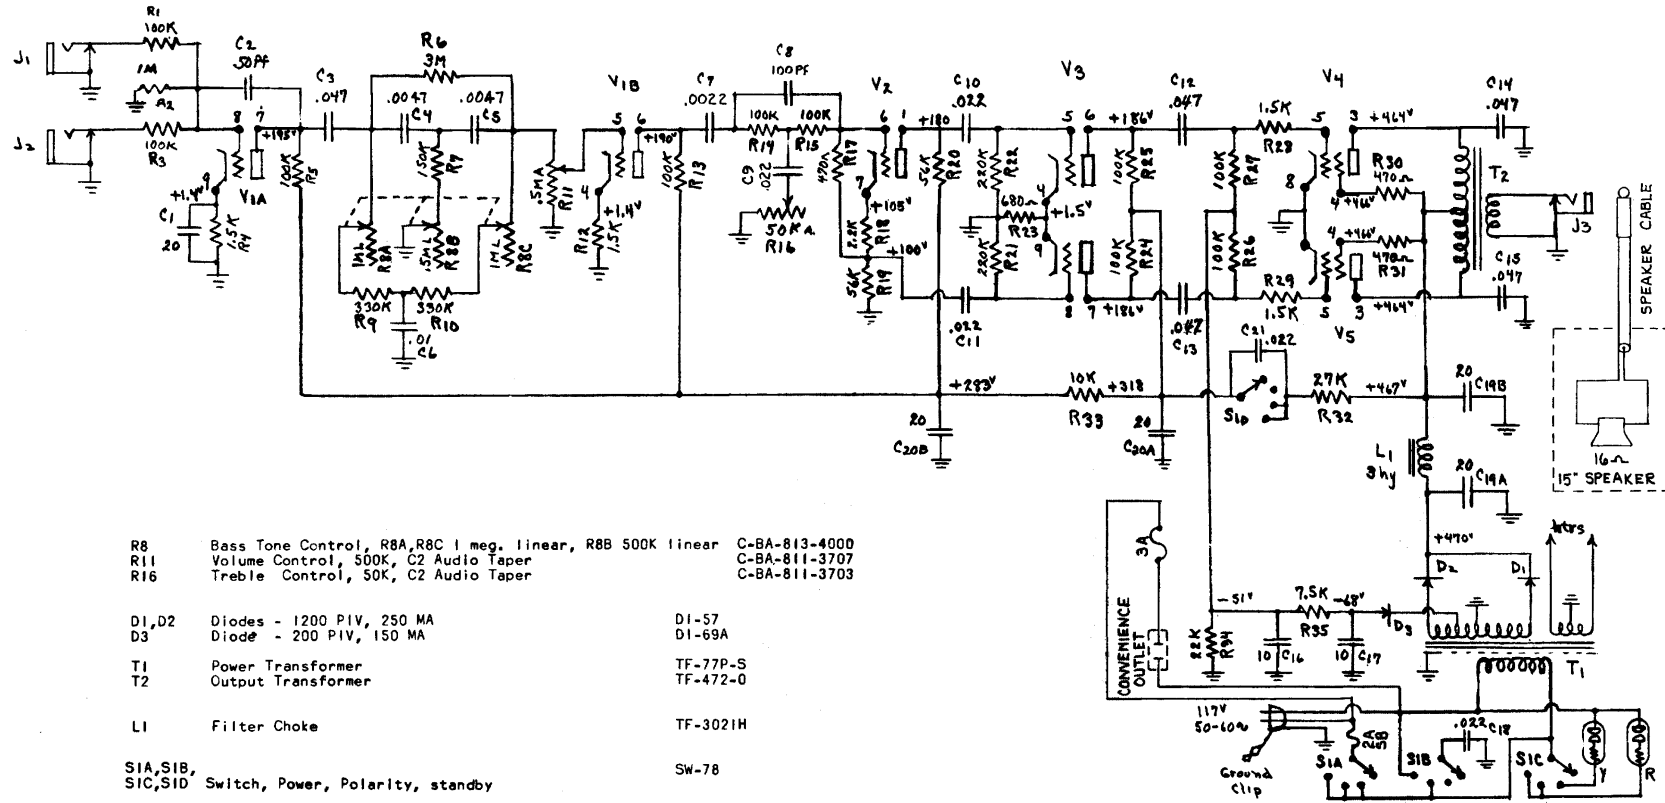 R1
100K
J1
1M
R2
J2
100K
R3
C2
50Pf
8
7
+195V
9
+1.4V
V1A
C1
20
1.5K
R4
100K
R5
C3
.047
R6
3M
.0047
C4
.0047
C5
150K
R7
1ML
R8A
.5ML
R8B
1ML
R8C
330K
R9
330K
R10
.01
C6
.5MA
R11
V1B
5
6
+190V
4
+1.4V
R12
1.5K
100K
R13
C7
.0022
C8
100PF
100K
R14
100K
R15
C9
.022
50KA
R16
470K
R17
V2
6
1
7
+105V
2.2K
R18
+100V
56K
R19
+180
56K
R20
C10
.022
.022
C11
220K
R22
220K
R21
680Ω
R23
V3
5
6
4
+1.5V
9
8
7
+186V
+186V
100K
R25
100K
R24
C12
.047
.047
C13
100K
R27
100K
R26
1.5K
R28
R29
1.5K
V4
5
3
+464V
8
4
+466V
R30
470Ω
4
+466V
470Ω
R31
5
3
+464V
V5
C14
.047
T2
J3
C15
.047
SPEAKER CABLE
16Ω
15" SPEAKER
+283V
10K
R33
+318
C21
.022
S1D
27K
R32
+467V
20
C19B
20
C20B
20
C20A
L1
3hy
20
C19A
+470V
D2
D1
htrs
3A
CONVENIENCE
OUTLET
-51V
7.5K
R35
-68V
D3
22K
R34
10
C16
10
C17
T1
117V
50-60~
Ground
Clip
2A
SB
S1A
S1B
.022
C18
S1C
Y
R
R8 Bass Tone Control, R8A,R8C 1 meg. linear, R8B 500K linear C-BA-813-4000
R11 Volume Control, 500K, C2 Audio Taper C-BA-811-3707
R16 Treble Control, 50K, C2 Audio Taper C-BA-811-3703
D1,D2 Diodes - 1200 PIV, 250 MA DI-57
D3 Diode - 200 PIV, 150 MA DI-69A
T1 Power Transformer TF-77P-S
T2 Output Transformer TF-472-0
L1 Filter Choke TF-3021H
S1A,S1B,
S1C,S1D Switch, Power, Polarity, standby SW-78